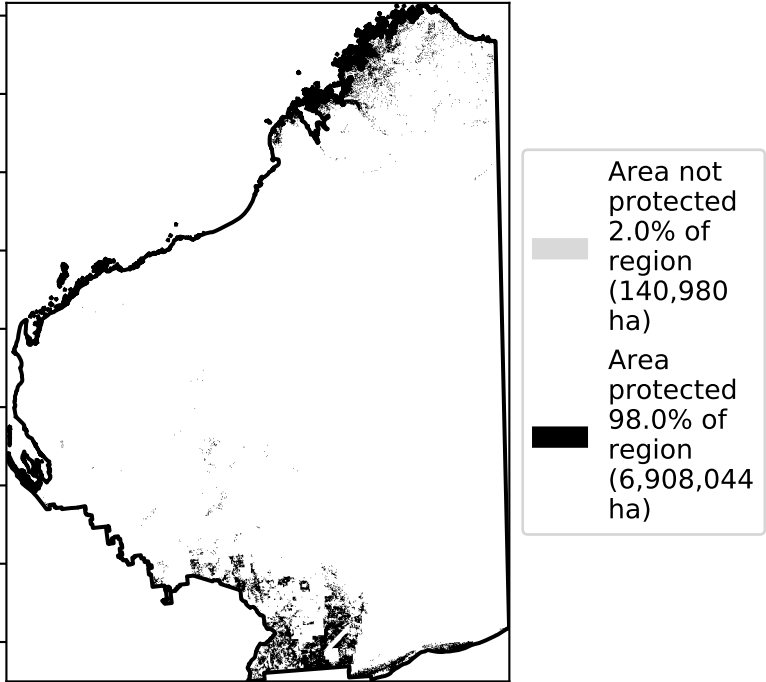 Area not
protected
2.0% of
region
(140,980
ha)
Area
protected
98.0% of
region
(6,908,044
ha)